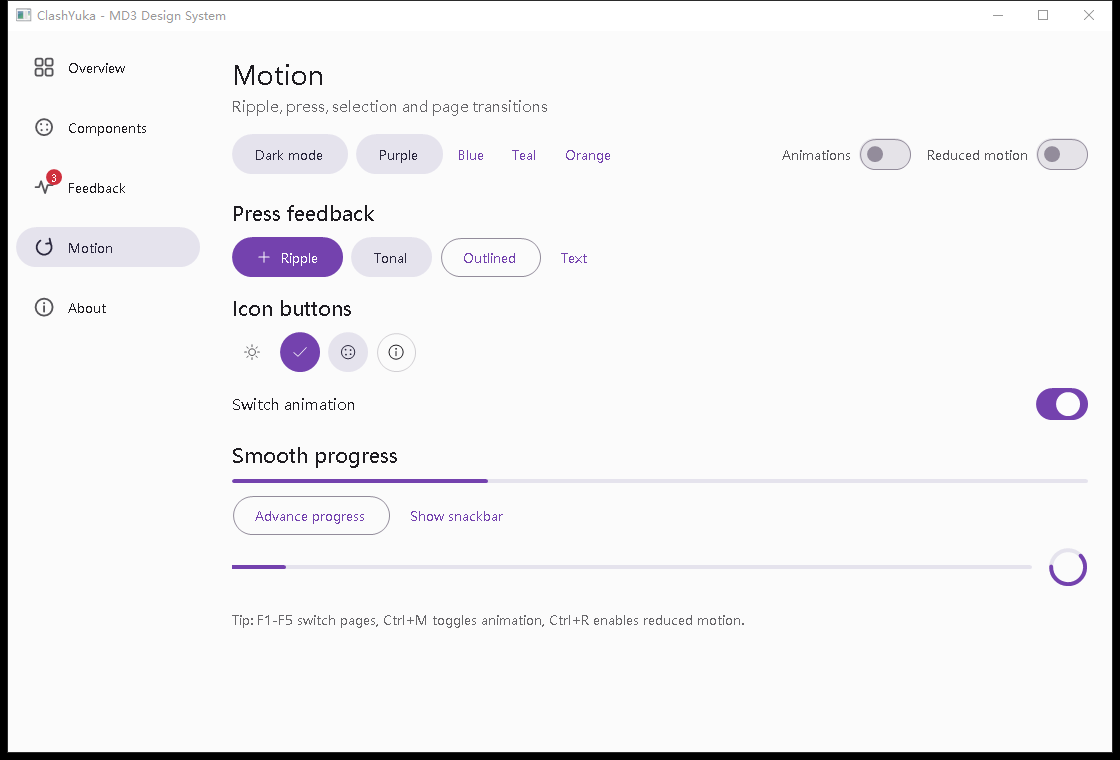 ClashYuka - MD3 Design System
Overview
Components
3
Feedback
Motion
About
Motion
Ripple, press, selection and page transitions
Dark mode Purple Blue Teal Orange Animations Reduced motion
Press feedback
Ripple Tonal Outlined Text
Icon buttons
Switch animation
Smooth progress
Advance progress Show snackbar
Tip: F1-F5 switch pages, Ctrl+M toggles animation, Ctrl+R enables reduced motion.